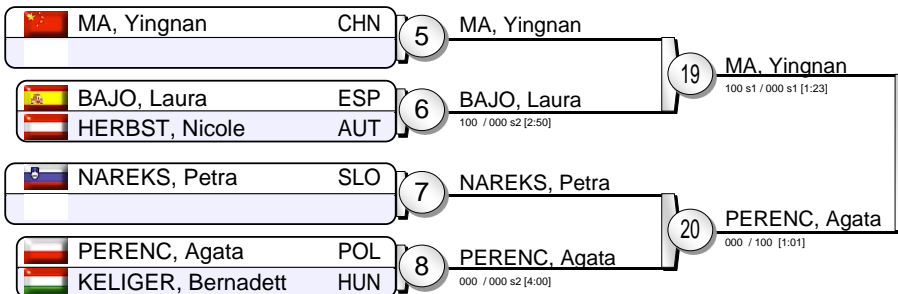 MA, Yingnan CHN
5
MA, Yingnan
BAJO, Laura ESP
HERBST, Nicole AUT
6
BAJO, Laura
100 / 000 s2 [2:50]
19
MA, Yingnan
100 s1 / 000 s1 [1:23]
NAREKS, Petra SLO
7
NAREKS, Petra
PERENC, Agata POL
KELIGER, Bernadett HUN
8
PERENC, Agata
000 / 000 s2 [4:00]
20
PERENC, Agata
000 / 100 [1:01]